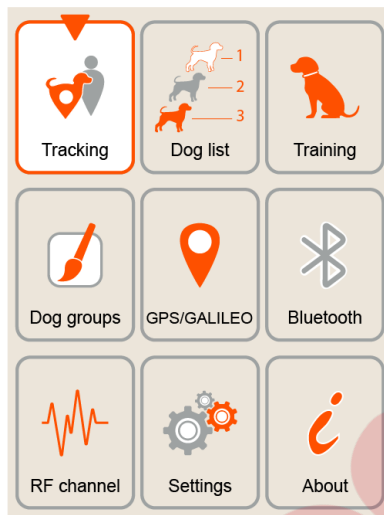 1
2
3
Tracking
Dog list
Training
Dog groups
GPS/GALILEO
Bluetooth
RF channel
Settings
About